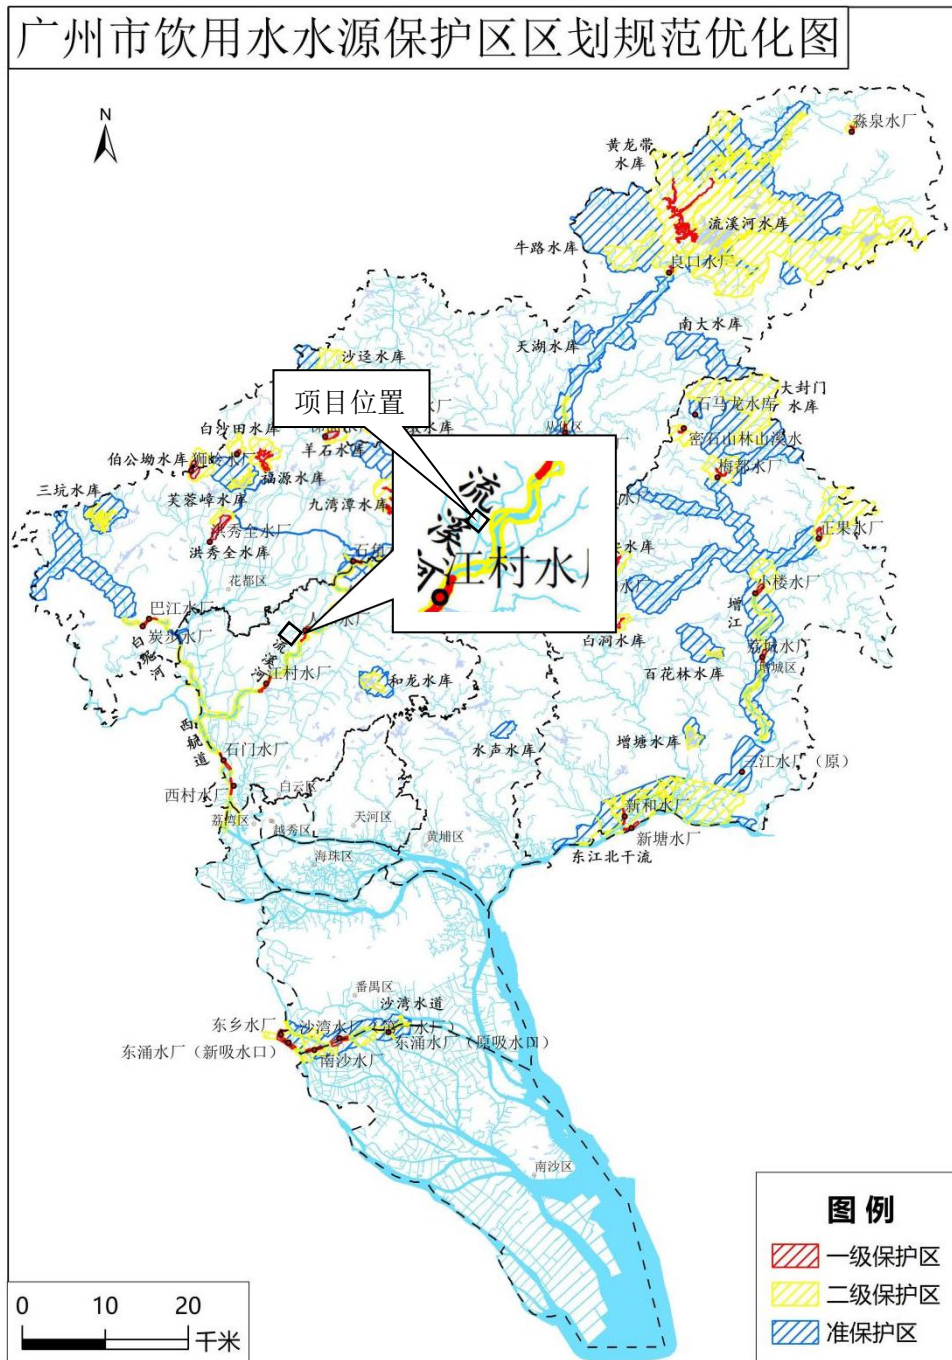 广州市饮用水水源保护区区划规范优化图
N
淼泉水厂
黄龙带
水库
流溪河水库
牛路水库
良口水厂
南大水库
天湖水库
沙迳水库
项目位置
大封门
水库
石马龙水库
白沙田水库
羊石水库
密石山林山溪水
伯公坳水库
狮岭水厂
梅都水厂
福源水库
三坑水库
芙蓉嶂水库
九湾潭水库
流
溪
河
江村水
洪秀全水厂
洪秀全水库
正果水厂
花都区
小楼水厂
巴江水厂
炭步水厂
白坭河
流溪河
江村水厂
增江
白洞水库
荔城水厂
增城区
和龙水库
百花林水库
西航道
石门水厂
水声水库
增塘水库
三江水厂（原）
西村水厂
白云区
荔湾区
越秀区
天河区
黄埔区
新和水厂
新塘水厂
海珠区
东江北干流
番禺区
沙湾水道
东乡水厂
沙湾水厂
东涌水厂（新吸水口）
南沙水厂
东涌水厂（原吸水口）
南沙区
图例
一级保护区
二级保护区
准保护区
0 10 20
千米